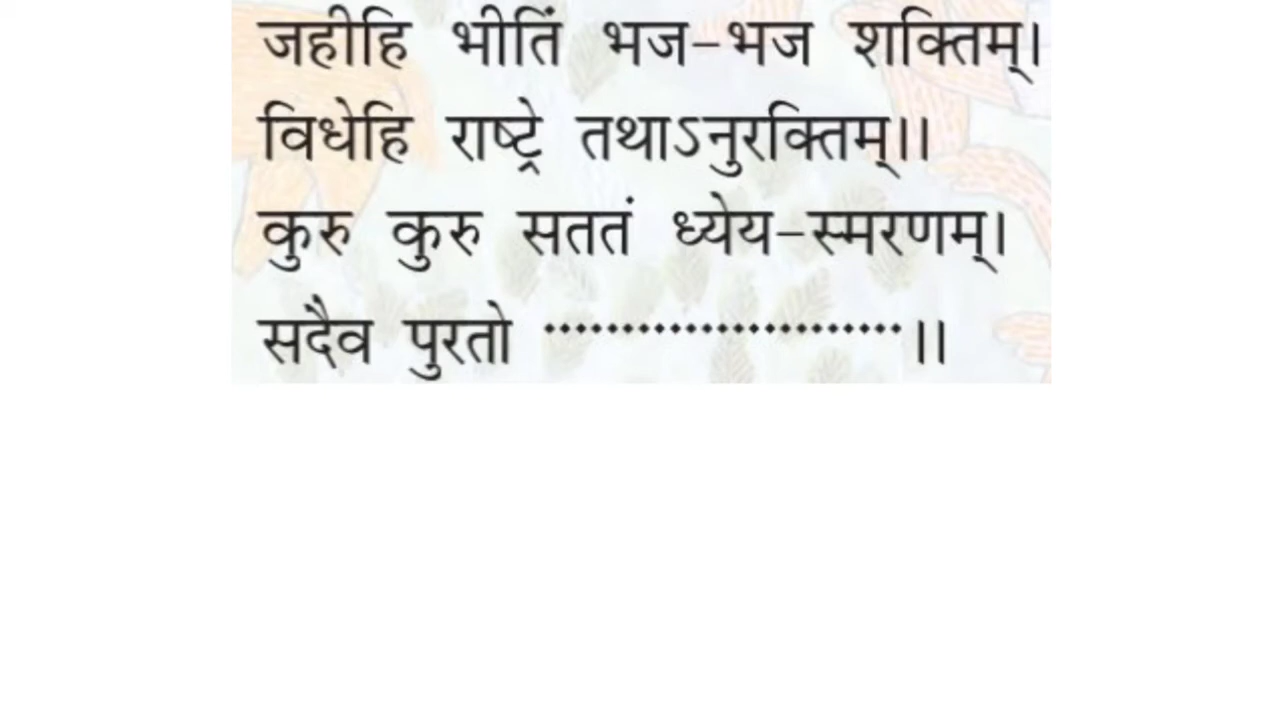 जहीहि भीतिं भज-भज शक्तिम्।
विधेहि राष्ट्रे तथाऽनुरक्तिम्।।
कुरु कुरु सततं ध्येय-स्मरणम्।
सदैव पुरतो .......................।।